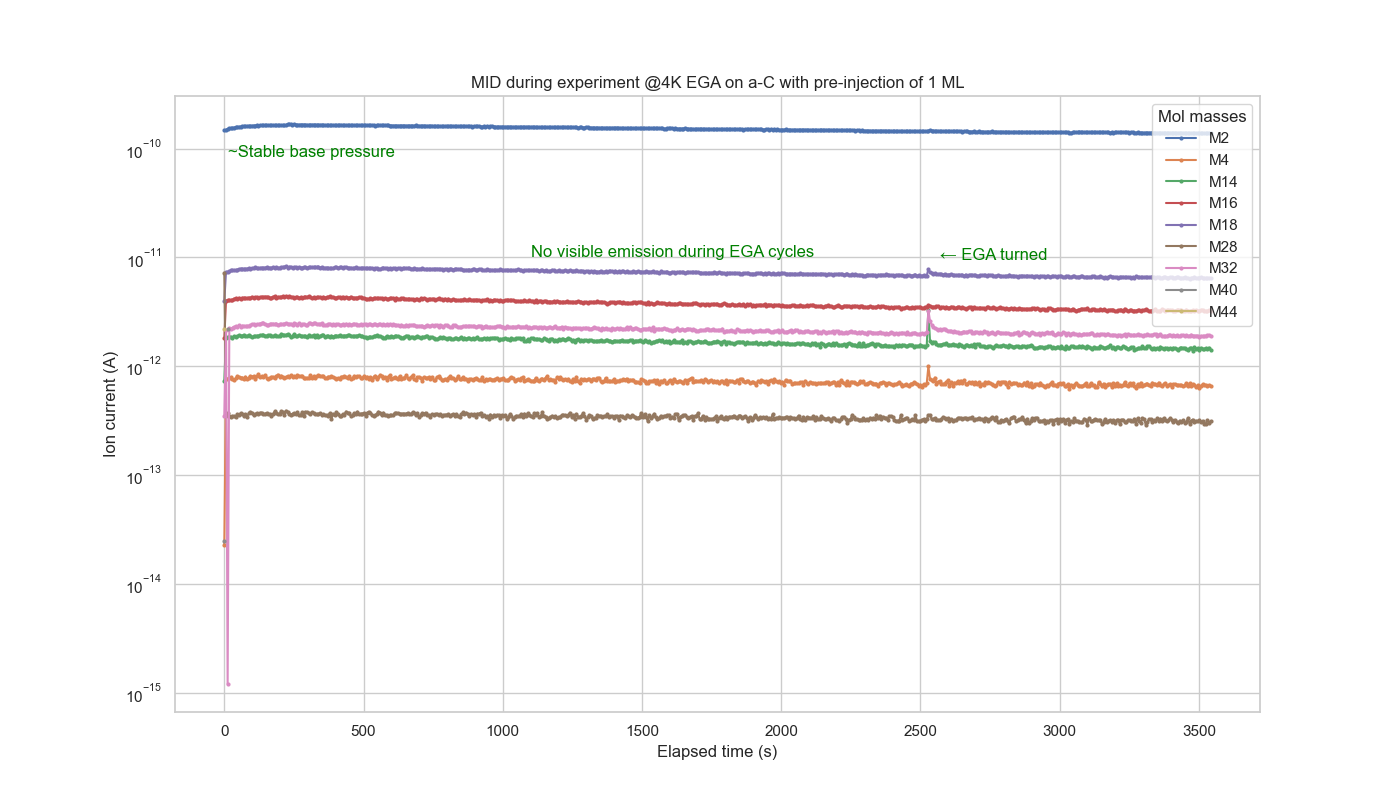 MID during experiment @4K EGA on a-C with pre-injection of 1 ML
Mol masses
M2
M4
M14
M16
M18
M28
M32
M40
M44
~Stable base pressure
No visible emission during EGA cycles
← EGA turned
Ion current (A)
10⁻¹⁰
10⁻¹¹
10⁻¹²
10⁻¹³
10⁻¹⁴
10⁻¹⁵
0 500 1000 1500 2000 2500 3000 3500
Elapsed time (s)